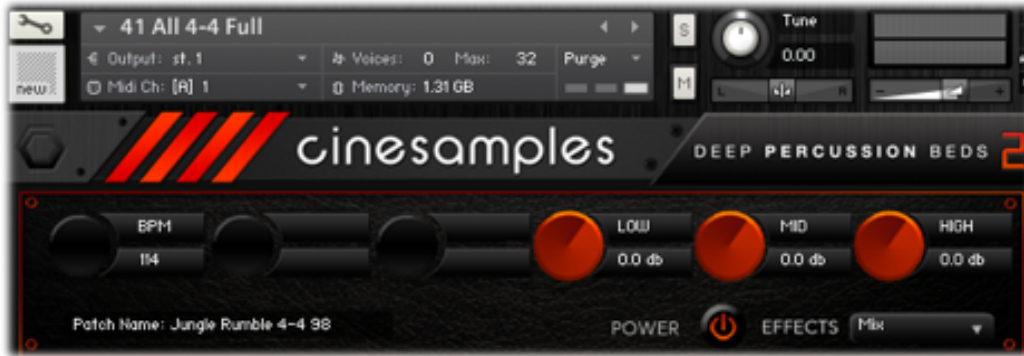 41 All 4-4 Full
Output: st. 1
Voices: 0 Max: 32
Purge
Midi Ch: [A] 1
Memory: 1.31 GB
new
S
M
Tune
0.00
L
R
-
+
cinesamples
DEEP PERCUSSION BEDS 2
BPM
114
LOW
0.0 db
MID
0.0 db
HIGH
0.0 db
Patch Name: Jungle Rumble 4-4 98
POWER
EFFECTS
Mix